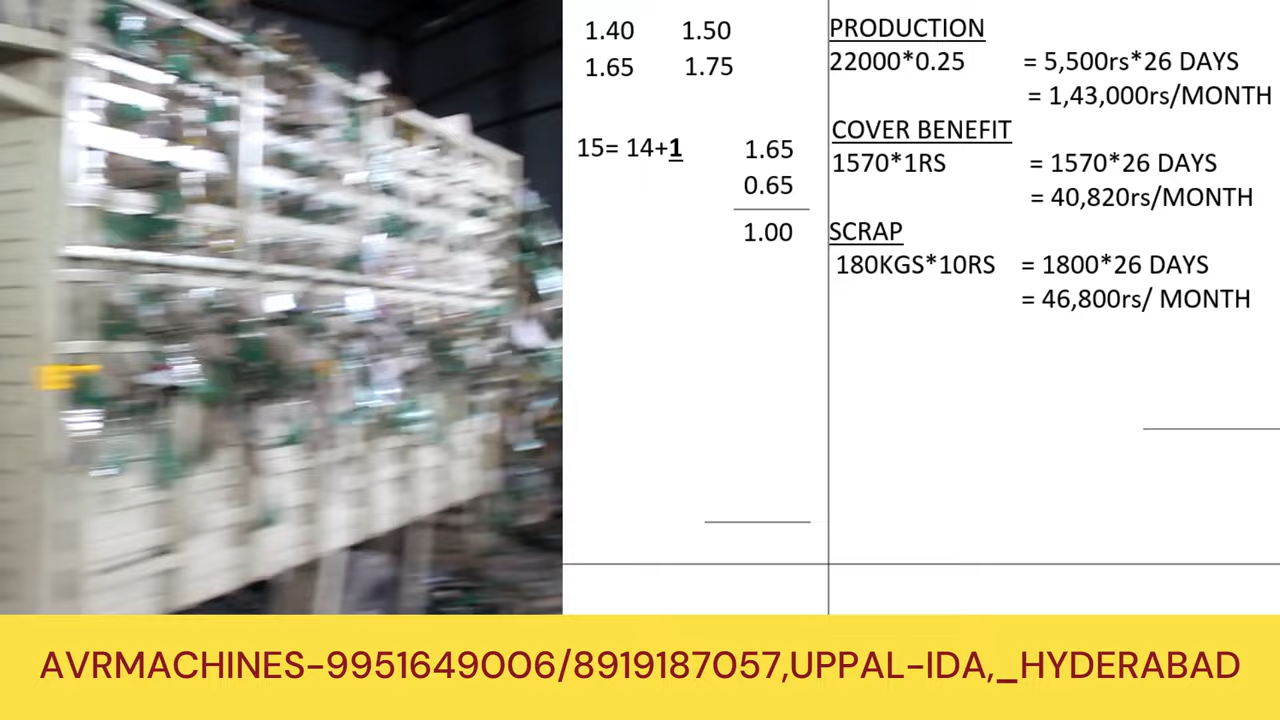 1.40 1.50
1.65 1.75
15= 14+1
1.65
0.65
1.00
PRODUCTION
22000*0.25 = 5,500rs*26 DAYS
= 1,43,000rs/MONTH
COVER BENEFIT
1570*1RS = 1570*26 DAYS
= 40,820rs/MONTH
SCRAP
180KGS*10RS = 1800*26 DAYS
= 46,800rs/ MONTH
AVRMACHINES-9951649006/8919187057,UPPAL-IDA,_HYDERABAD